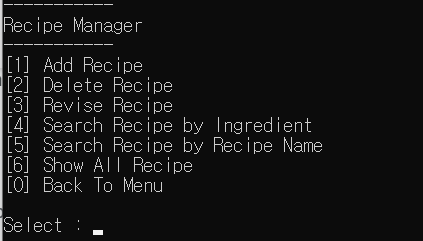 -----------
Recipe Manager
-----------
[1] Add Recipe
[2] Delete Recipe
[3] Revise Recipe
[4] Search Recipe by Ingredient
[5] Search Recipe by Recipe Name
[6] Show All Recipe
[0] Back To Menu
Select :